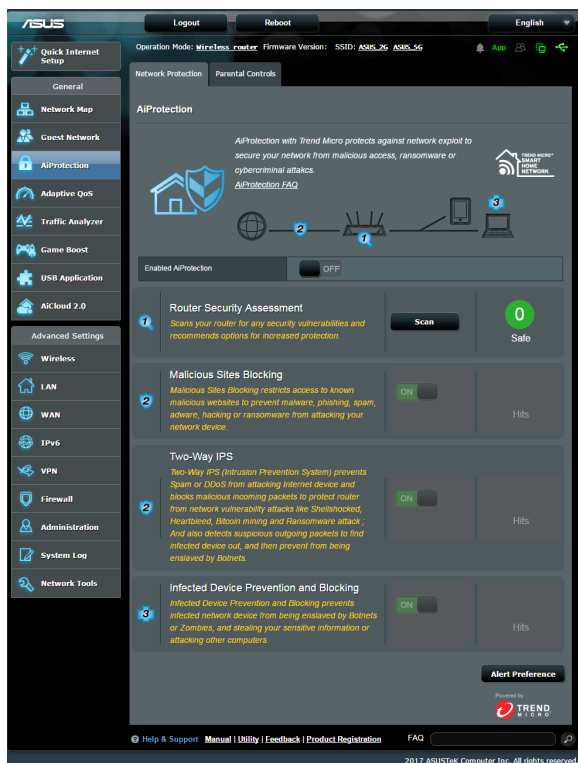 ASUS
Logout
Reboot
English
Quick Internet
Setup
Operation Mode: Wireless router Firmware Version: SSID: ASUS_2G ASUS_5G
App
General
Network Map
Guest Network
AiProtection
Adaptive QoS
Traffic Analyzer
Game Boost
USB Application
AiCloud 2.0
Advanced Settings
Wireless
LAN
WAN
IPv6
VPN
Firewall
Administration
System Log
Network Tools
Network Protection
Parental Controls
AiProtection
AiProtection with Trend Micro protects against network exploit to
secure your network from malicious access, ransomware or
cybercriminal attakcs.
AiProtection FAQ
TREND MICRO™
SMART
HOME
NETWORK
2
1
3
Enabled AiProtection
OFF
1
Router Security Assessment
Scans your router for any security vulnerabilities and
recommends options for increased protection.
Scan
0
Safe
2
Malicious Sites Blocking
Malicious Sites Blocking restricts access to known
malicious websites to prevent malware, phishing, spam,
adware, hacking or ransomware from attacking your
network device.
ON
Hits
2
Two-Way IPS
Two-Way IPS (Intrusion Prevention System) prevents
Spam or DDoS from attacking Internet device and
blocks malicious incoming packets to protect router
from network vulnerability attacks like Shellshocked,
Heartbleed, Bitcoin mining and Ransomware attack ;
And also detects suspicious outgoing packets to find
infected device out, and then prevent from being
enslaved by Botnets.
ON
Hits
3
Infected Device Prevention and Blocking
Infected Device Prevention and Blocking prevents
infected network device from being enslaved by Botnets
or Zombies, and stealing your sensitive information or
attacking other computers.
ON
Hits
Alert Preference
Powered by
TREND
MICRO
Help & Support Manual | Utility | Feedback | Product Registration
FAQ
2017 ASUSTeK Computer Inc. All rights reserved